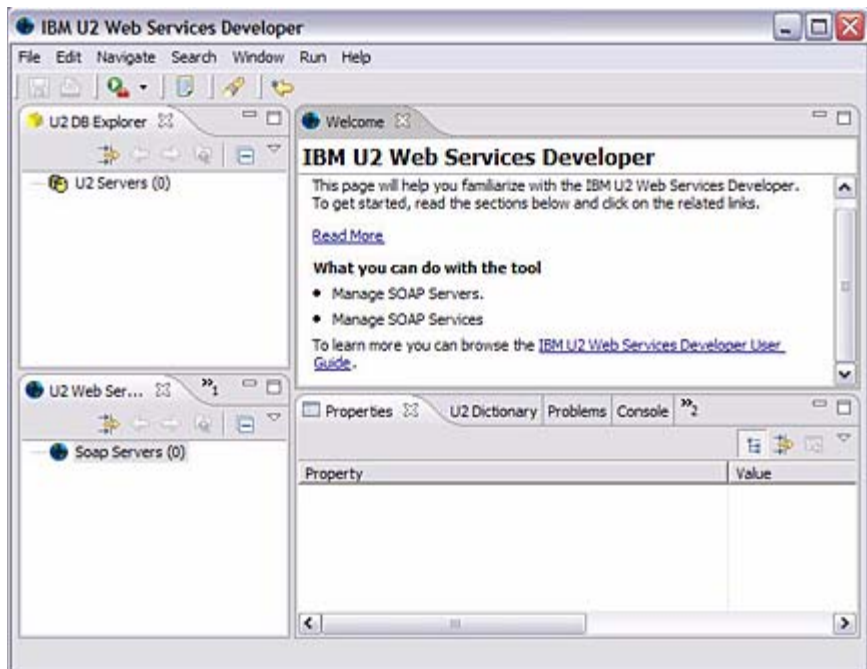 IBM U2 Web Services Developer
File Edit Navigate Search Window Run Help
U2 DB Explorer
U2 Servers (0)
Welcome
IBM U2 Web Services Developer
This page will help you familiarize with the IBM U2 Web Services Developer.
To get started, read the sections below and click on the related links.
Read More
What you can do with the tool
• Manage SOAP Servers.
• Manage SOAP Services
To learn more you can browse the IBM U2 Web Services Developer User
Guide.
U2 Web Ser... »1
Soap Servers (0)
Properties U2 Dictionary Problems Console »2
Property Value